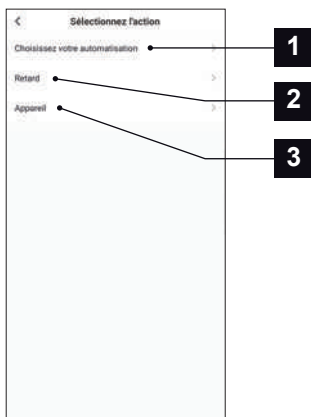 Sélectionnez l'action
Choisissez votre automatisation
1
Retard
2
Appareil
3